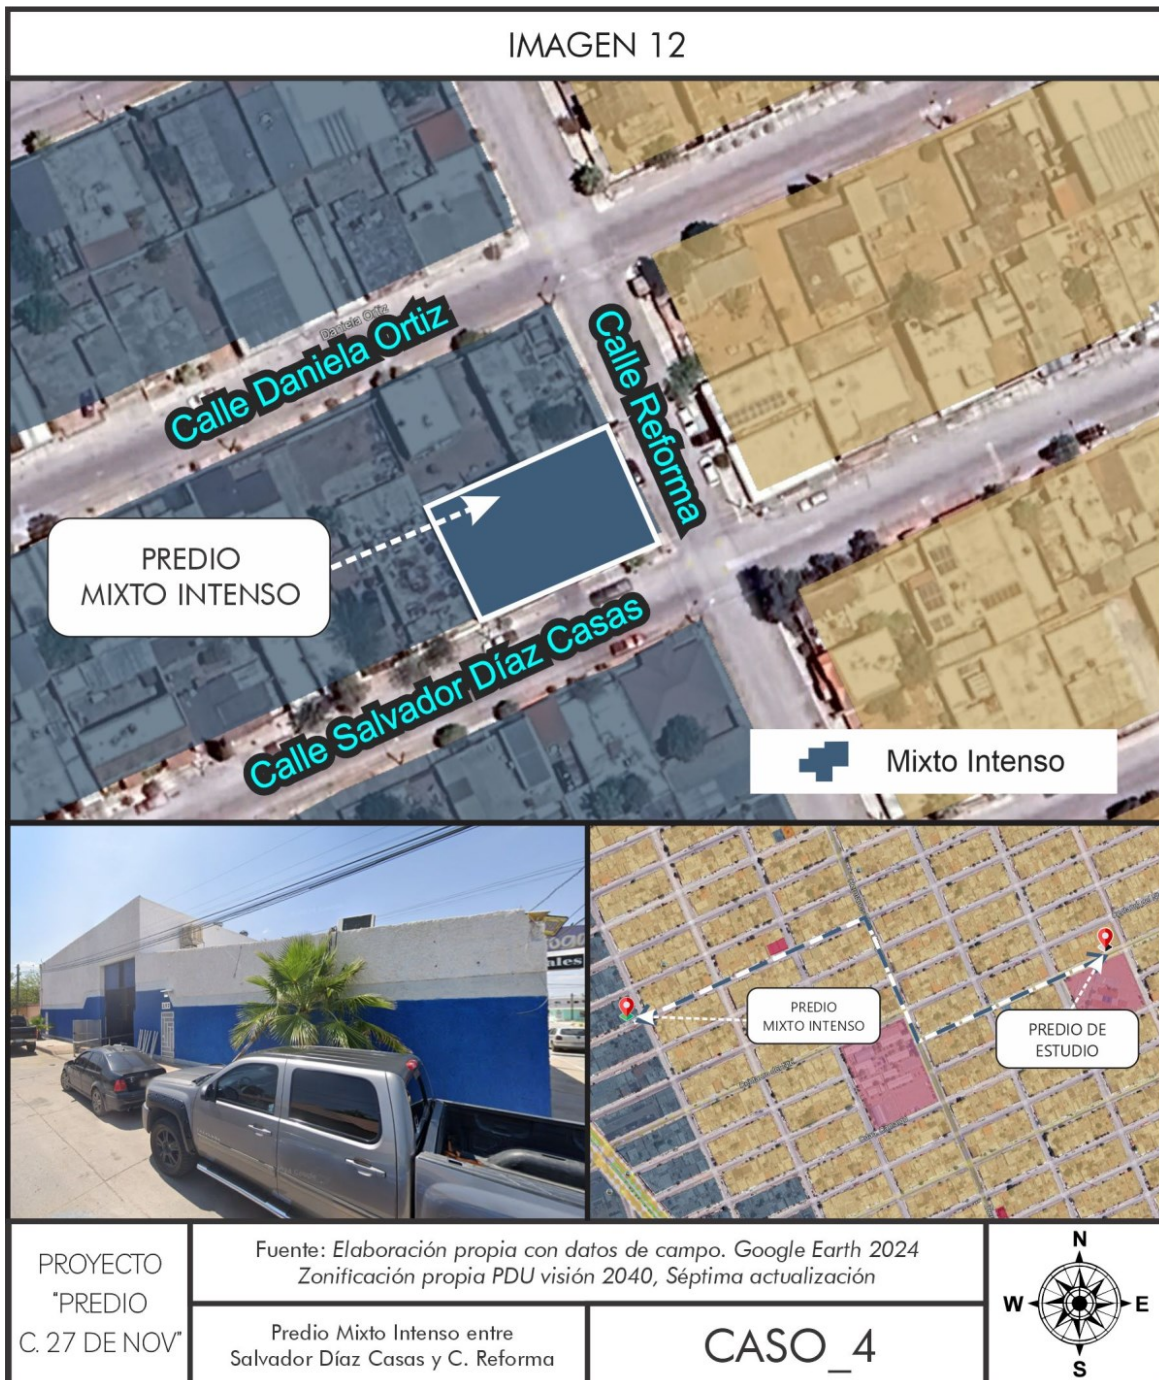 IMAGEN 12
Daniela Ortiz
Calle Daniela Ortiz
Calle Reforma
PREDIO
MIXTO INTENSO
Calle Salvador Díaz Casas
Mixto Intenso
PREDIO
MIXTO INTENSO
PREDIO DE
ESTUDIO
PROYECTO
"PREDIO
C. 27 DE NOV"
Fuente: Elaboración propia con datos de campo. Google Earth 2024
Zonificación propia PDU visión 2040, Séptima actualización
Predio Mixto Intenso entre
Salvador Díaz Casas y C. Reforma
CASO_4
N
W
E
S